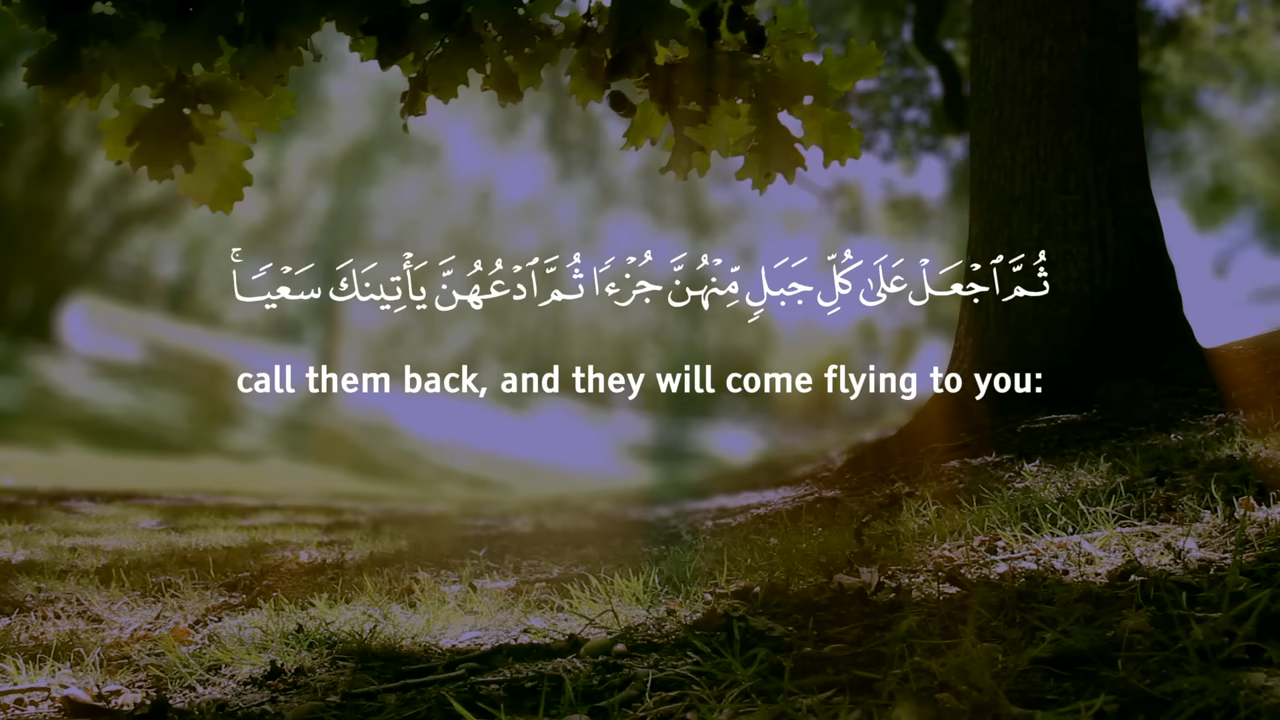 ثُمَّ ٱجْعَلْ عَلَىٰ كُلِّ جَبَلٍ مِّنْهُنَّ جُزْءًا ثُمَّ ٱدْعُهُنَّ يَأْتِينَكَ سَعْيًاۚ
call them back, and they will come flying to you: